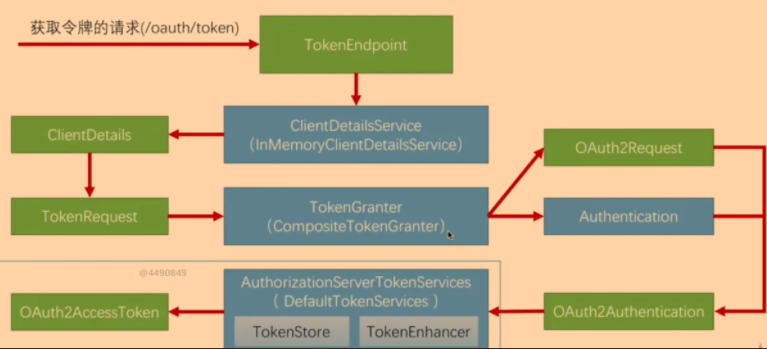 获取令牌的请求(/oauth/token)
TokenEndpoint
ClientDetails
ClientDetailsService
(InMemoryClientDetailsService)
OAuth2Request
TokenRequest
TokenGranter
(CompositeTokenGranter)
Authentication
@4490849
OAuth2AccessToken
AuthorizationServerTokenServices
( DefaultTokenServices )
TokenStore
TokenEnhancer
OAuth2Authentication